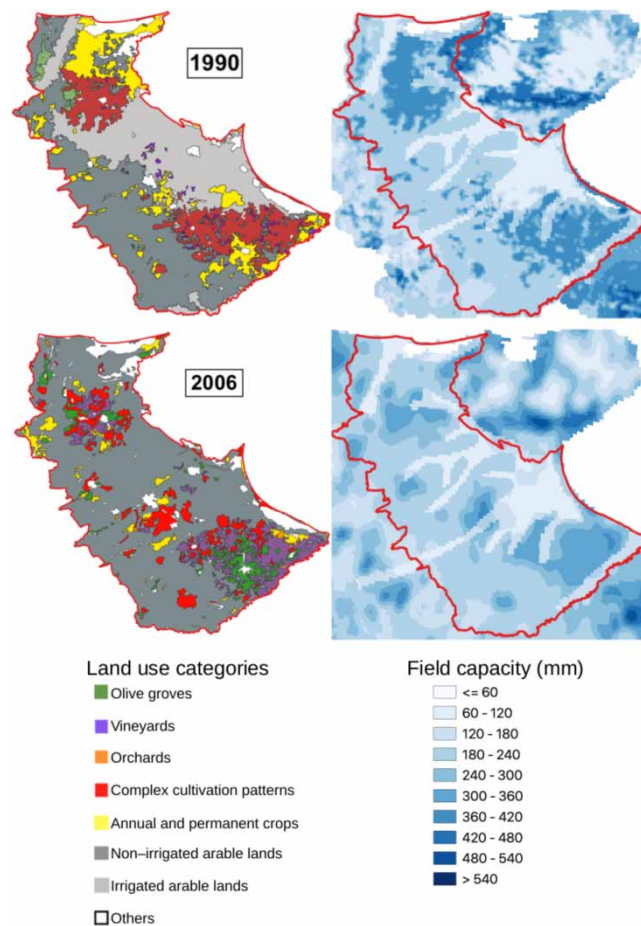 1990
2006
Land use categories
Olive groves
Vineyards
Orchards
Complex cultivation patterns
Annual and permanent crops
Non–irrigated arable lands
Irrigated arable lands
Others
Field capacity (mm)
<= 60
60 - 120
120 - 180
180 - 240
240 - 300
300 - 360
360 - 420
420 - 480
480 - 540
> 540